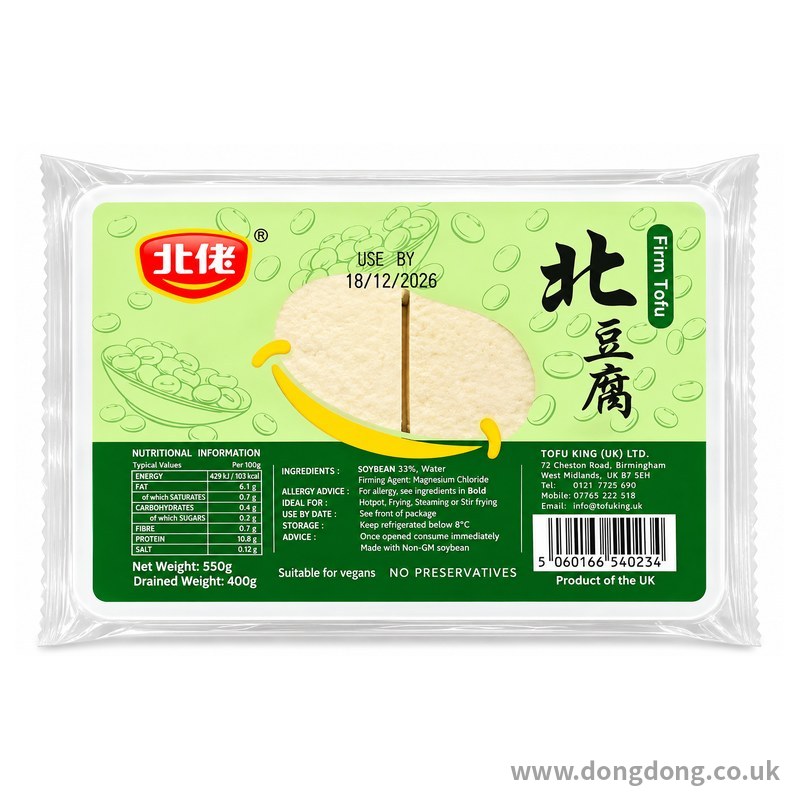 北佬®
USE BY
18/12/2026
北豆腐
Firm Tofu
NUTRITIONAL INFORMATION
Typical Values Per 100g
ENERGY 429 kJ / 103 kcal
FAT 6.1 g
of which SATURATES 0.7 g
CARBOHYDRATES 0.4 g
of which SUGARS 0.2 g
FIBRE 0.7 g
PROTEIN 10.8 g
SALT 0.12 g
Net Weight: 550g
Drained Weight: 400g
INGREDIENTS : SOYBEAN 33%, Water
Firming Agent: Magnesium Chloride
ALLERGY ADVICE : For allergy, see ingredients in Bold
IDEAL FOR : Hotpot, Frying, Steaming or Stir frying
USE BY DATE : See front of package
STORAGE : Keep refrigerated below 8°C
ADVICE : Once opened consume immediately
Made with Non-GM soybean
Suitable for vegans NO PRESERVATIVES
TOFU KING (UK) LTD.
72 Cheston Road, Birmingham
West Midlands, UK B7 5EH
Tel: 0121 7725 690
Mobile: 07765 222 518
Email: info@tofuking.uk
5 060166 540234
Product of the UK
www.dongdong.co.uk